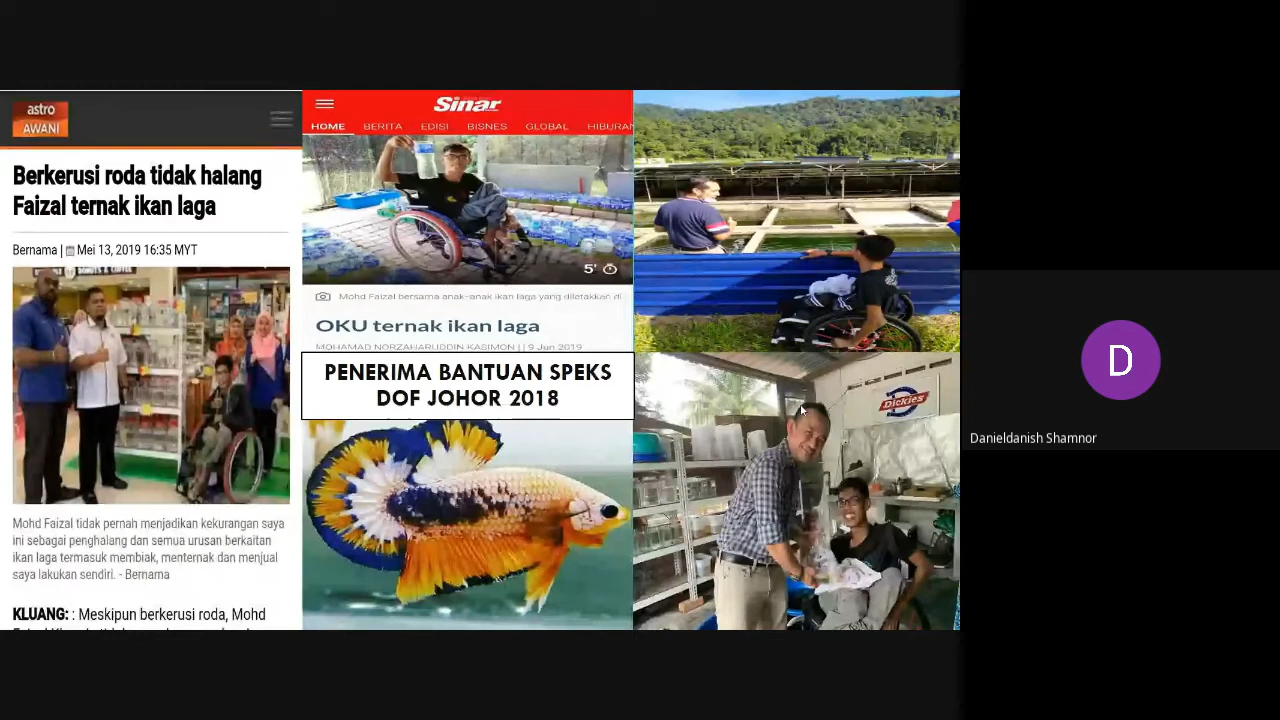 astro
AWANI
Berkerusi roda tidak halang
Faizal ternak ikan laga
Bernama | Mei 13, 2019 16:35 MYT
DONUTS & COFFEE
Mohd Faizal tidak pernah menjadikan kekurangan saya
ini sebagai penghalang dan semua urusan berkaitan
ikan laga termasuk membiak, menternak dan menjual
saya lakukan sendiri. - Bernama
KLUANG: : Meskipun berkerusi roda, Mohd
Sinar
HOME BERITA EDISI BISNES GLOBAL HIBURAN
5'
Mohd Faizal bersama anak-anak ikan laga yang diletakkan di
OKU ternak ikan laga
MOHAMAD NORZAHARUDDIN KASIMON | | 9 Jun 2019
PENERIMA BANTUAN SPEKS
DOF JOHOR 2018
Dickies
D
Danieldanish Shamnor